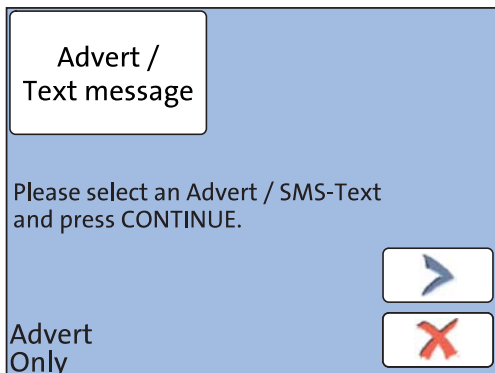 Advert /
Text message
Please select an Advert / SMS-Text
and press CONTINUE.
Advert
Only